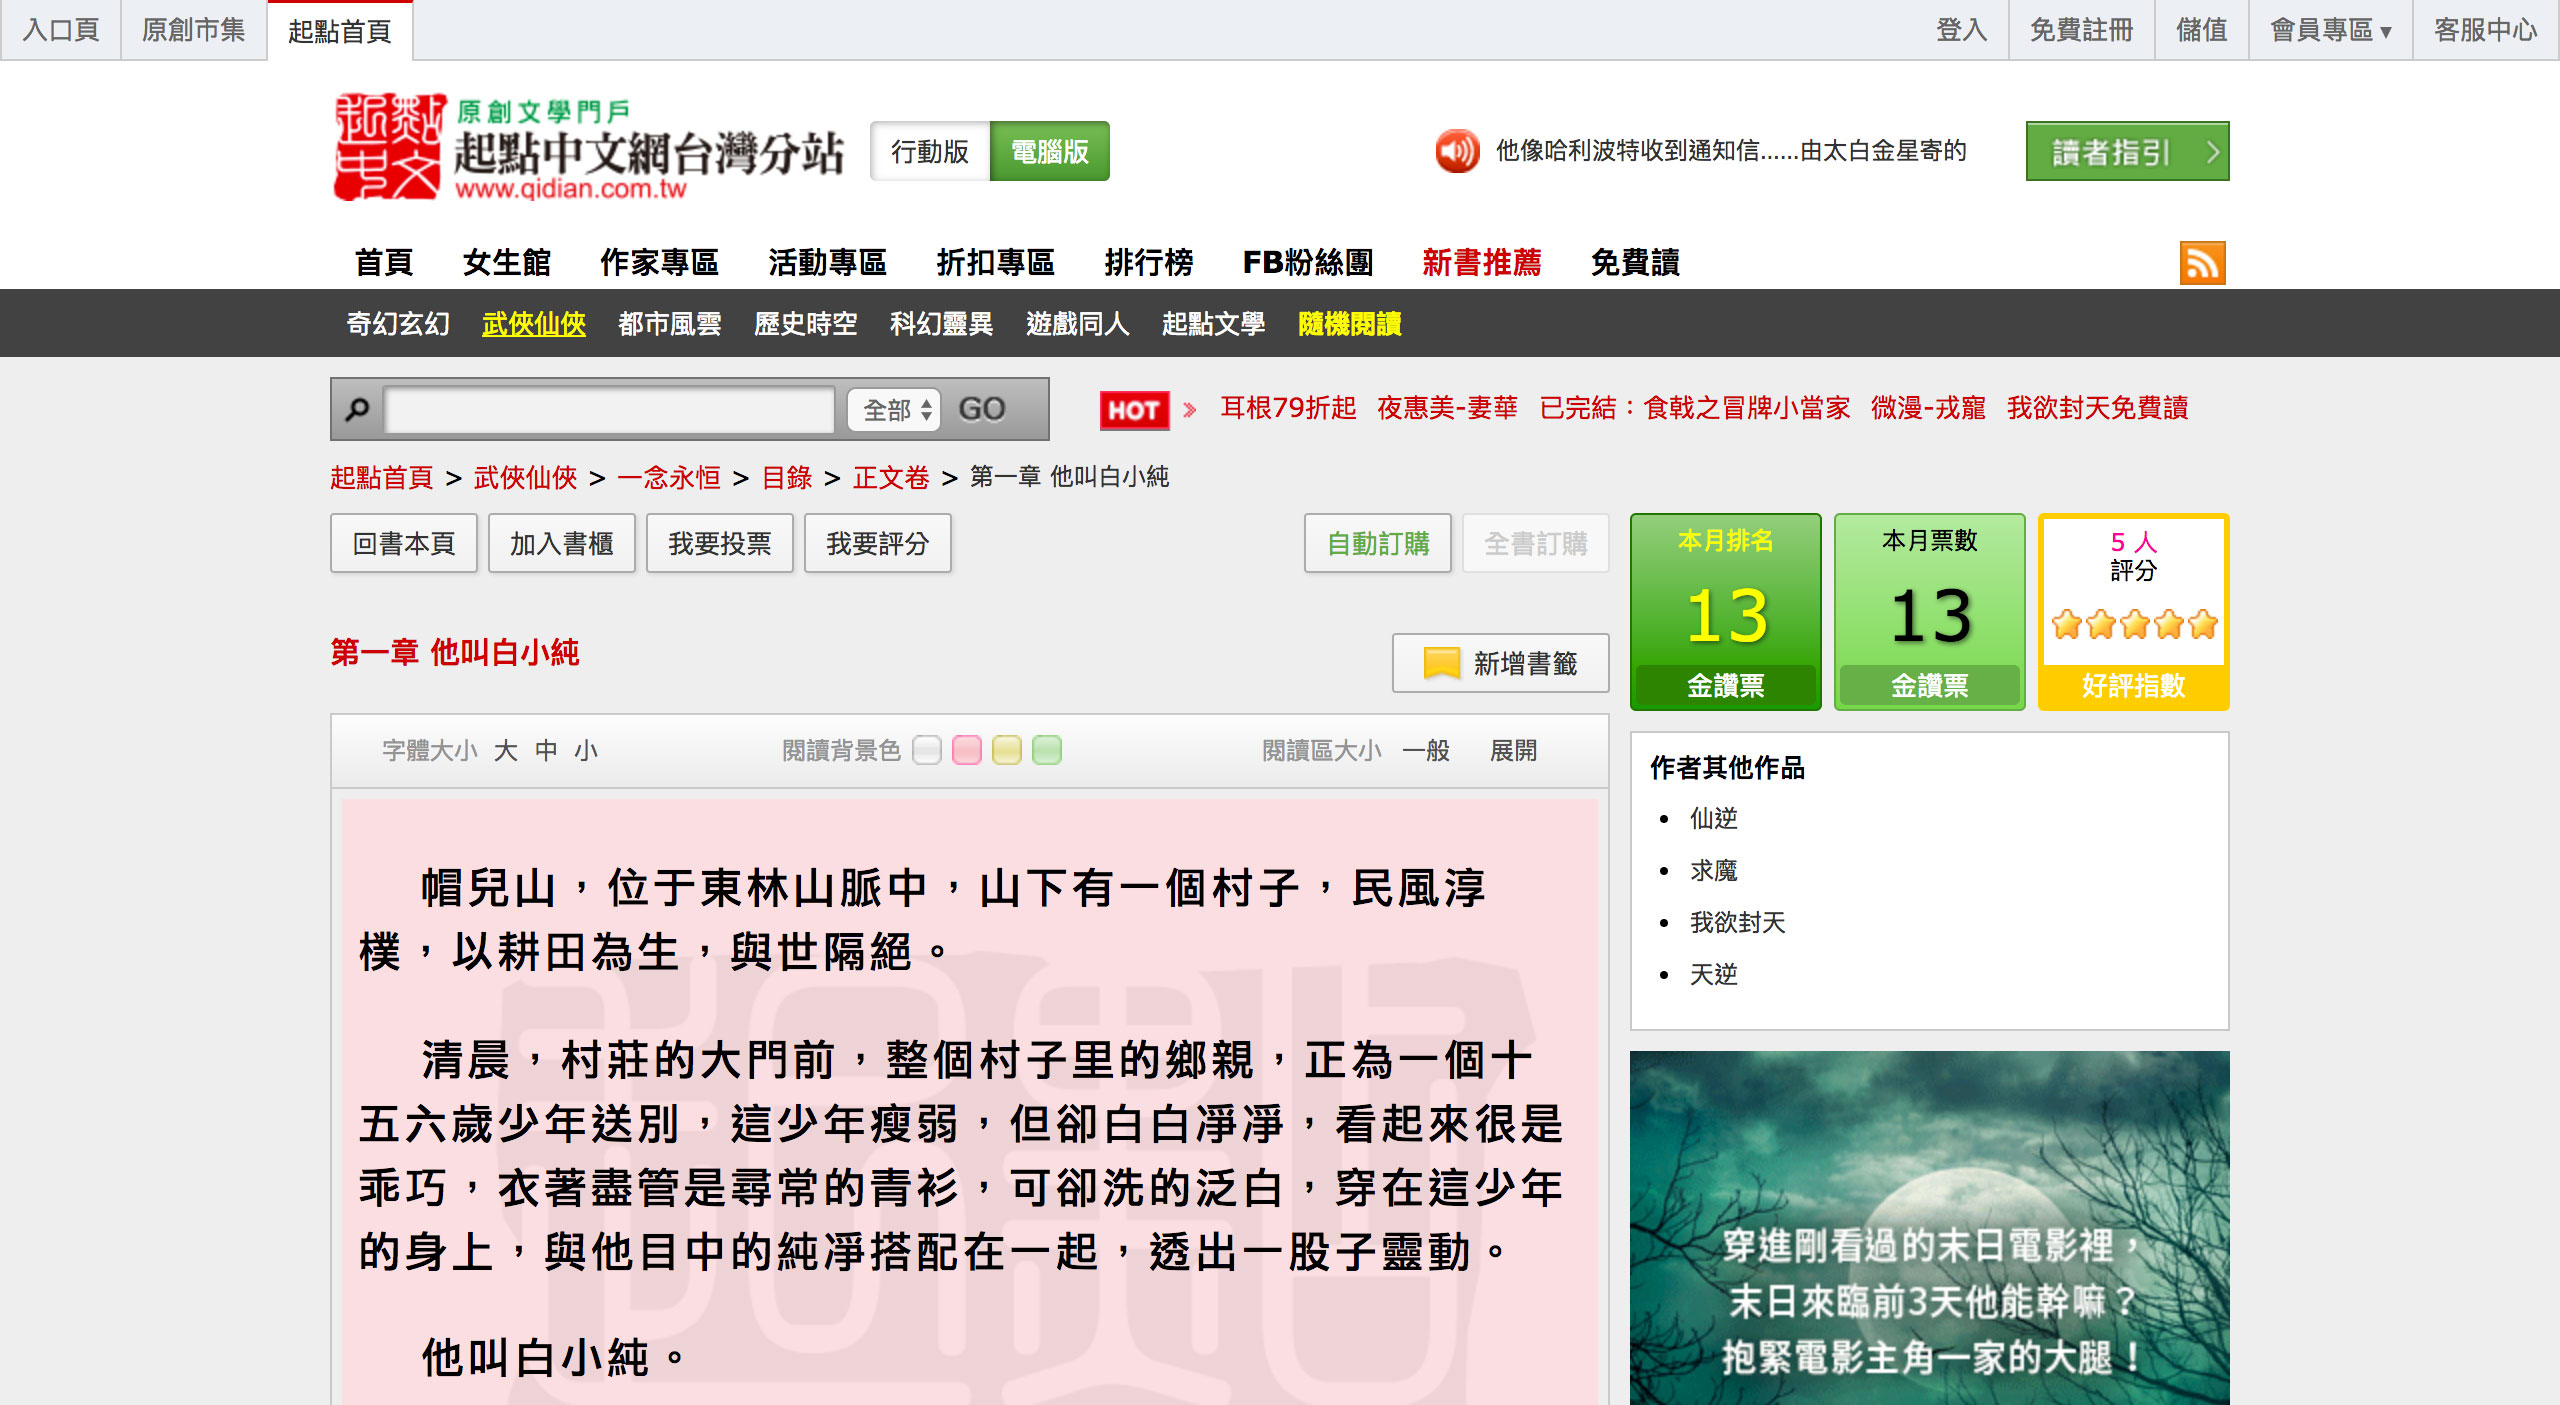 入口頁 原創市集 起點首頁 登入 免費註冊 儲值 會員專區▾ 客服中心
原創文學門戶
起點中文網台灣分站
www.qidian.com.tw
行動版 電腦版
他像哈利波特收到通知信......由太白金星寄的
讀者指引
首頁 女生館 作家專區 活動專區 折扣專區 排行榜 FB粉絲團 新書推薦 免費讀
奇幻玄幻 武俠仙俠 都市風雲 歷史時空 科幻靈異 遊戲同人 起點文學 隨機閱讀
全部 GO
HOT 耳根79折起 夜惠美-妻華 已完結：食戟之冒牌小當家 微漫-戎寵 我欲封天免費讀
起點首頁 > 武俠仙俠 > 一念永恒 > 目錄 > 正文卷 > 第一章 他叫白小純
回書本頁 加入書櫃 我要投票 我要評分 自動訂購 全書訂購
本月排名
13
金讚票
本月票數
13
金讚票
5 人
評分
好評指數
第一章 他叫白小純
新增書籤
字體大小 大 中 小 閱讀背景色 閱讀區大小 一般 展開
帽兒山，位于東林山脈中，山下有一個村子，民風淳
樸，以耕田為生，與世隔絕。
清晨，村莊的大門前，整個村子里的鄉親，正為一個十
五六歲少年送別，這少年瘦弱，但卻白白凈凈，看起來很是
乖巧，衣著盡管是尋常的青衫，可卻洗的泛白，穿在這少年
的身上，與他目中的純凈搭配在一起，透出一股子靈動。
他叫白小純。
作者其他作品
仙逆
求魔
我欲封天
天逆
穿進剛看過的末日電影裡，
末日來臨前3天他能幹嘛？
抱緊電影主角一家的大腿！